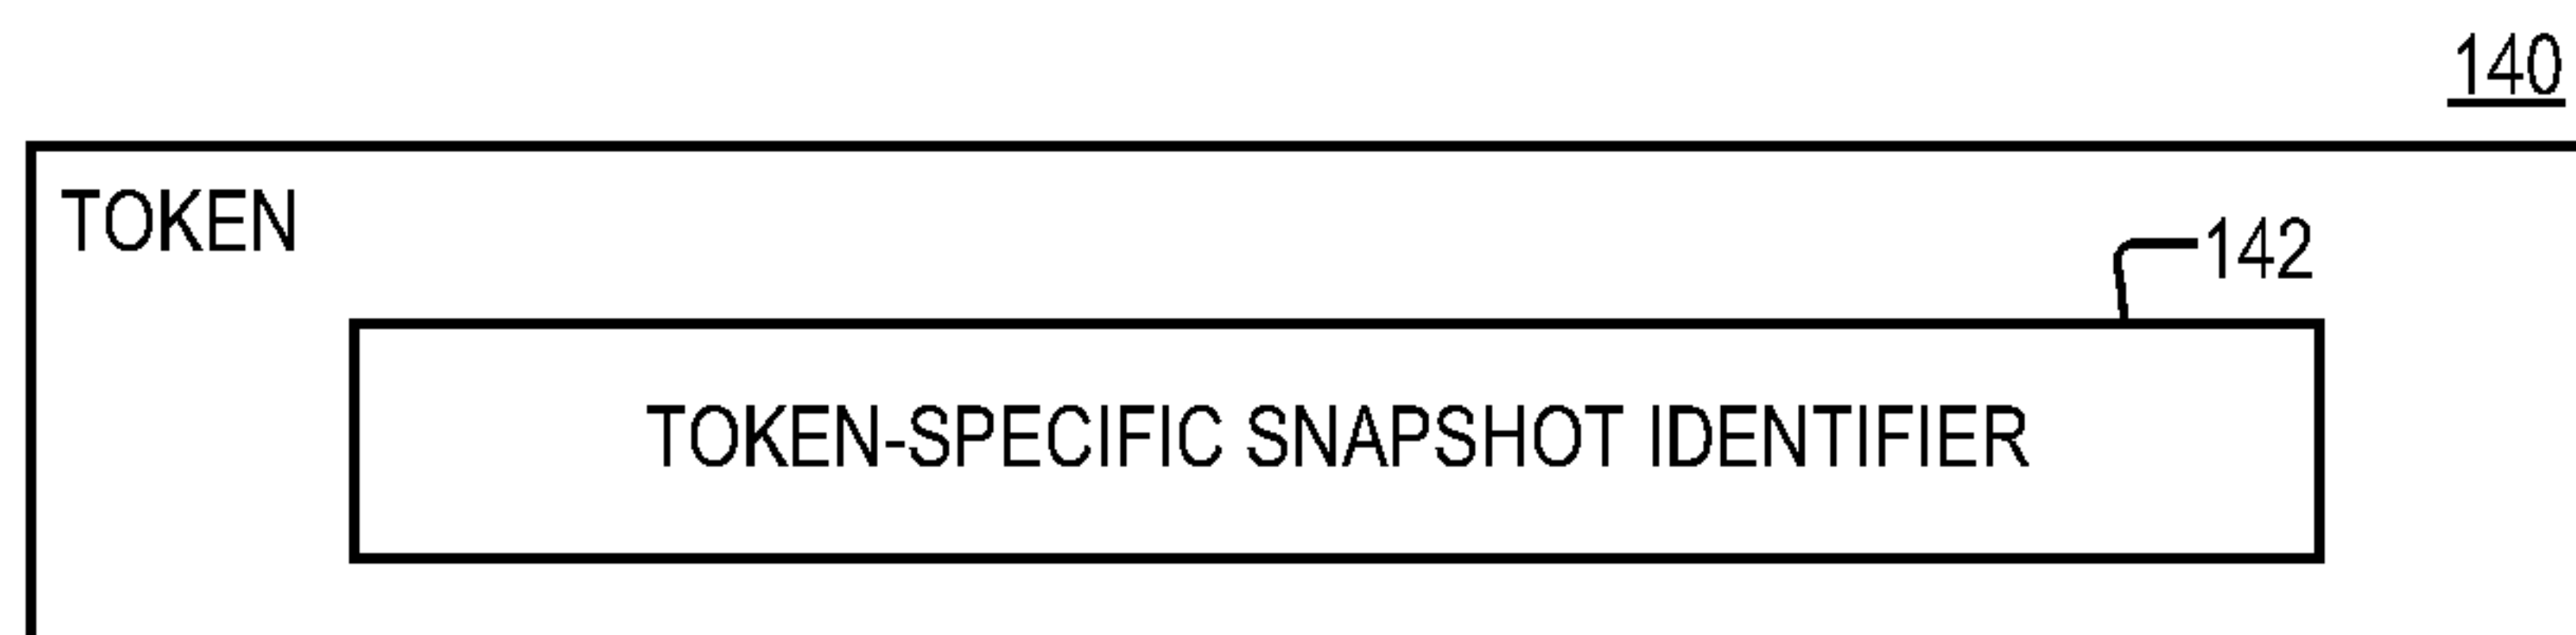 140
TOKEN
142
TOKEN-SPECIFIC SNAPSHOT IDENTIFIER